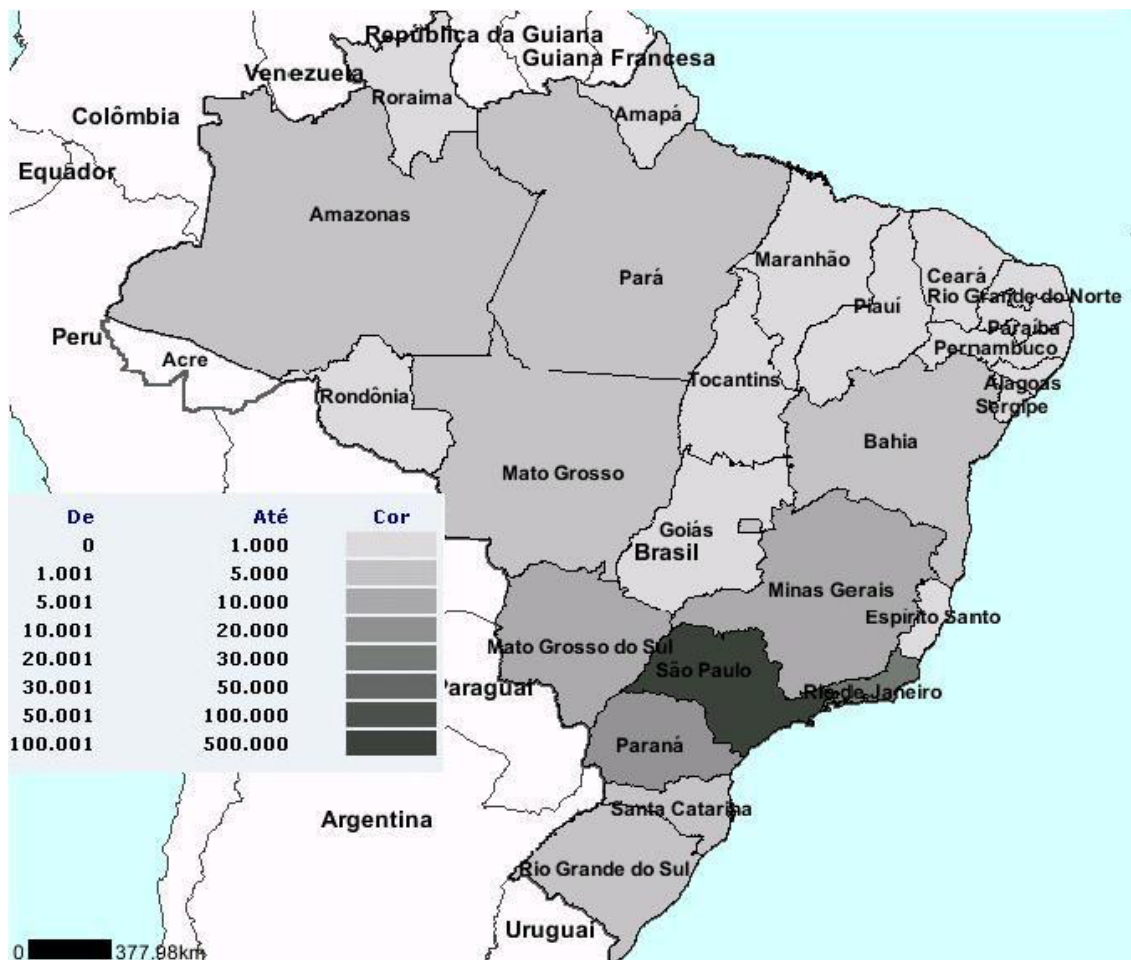 República da Guiana
Guiana Francesa
Venezuela
Roraima
Colômbia
Amapá
Equador
Amazonas
Maranhão
Pará
Ceará
Rio Grande do Norte
Piauí
Peru
Paraíba
Acre
Pernambuco
Tocantins
Alagoas
Rondônia
Sergipe
Bahia
Mato Grosso
De Até Cor
0 1.000
1.001 5.000
5.001 10.000
10.001 20.000
20.001 30.000
30.001 50.000
50.001 100.000
100.001 500.000
Goiás
Brasil
Minas Gerais
Espírito Santo
Mato Grosso do Sul
São Paulo
Paraguai
Rio de Janeiro
Paraná
Santa Catarina
Argentina
Rio Grande do Sul
Uruguai
0 377.98km